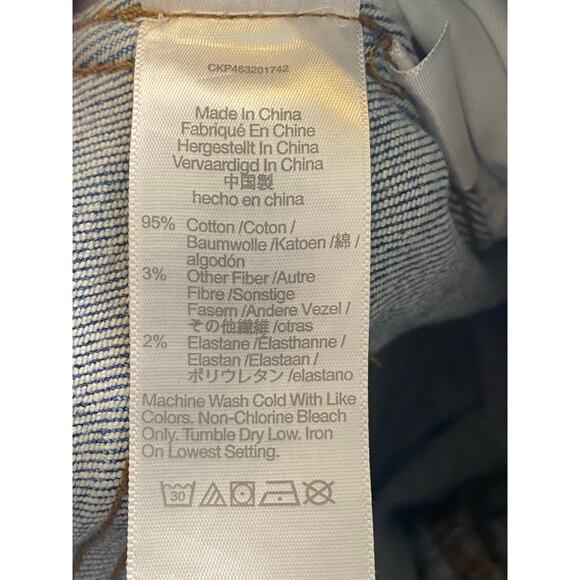 CKP463201742
Made In China
Fabriqué En Chine
Hergestellt In China
Vervaardigd In China
中国製
hecho en china
95% Cotton /Coton /
Baumwolle /Katoen /綿 /
algodón
3% Other Fiber /Autre
Fibre /Sonstige
Fasern /Andere Vezel /
その他繊維 /otras
2% Elastane /Élasthanne /
Elastan /Elastaan /
ポリウレタン /elastano
Machine Wash Cold With Like
Colors. Non-Chlorine Bleach
Only. Tumble Dry Low. Iron
On Lowest Setting.
30